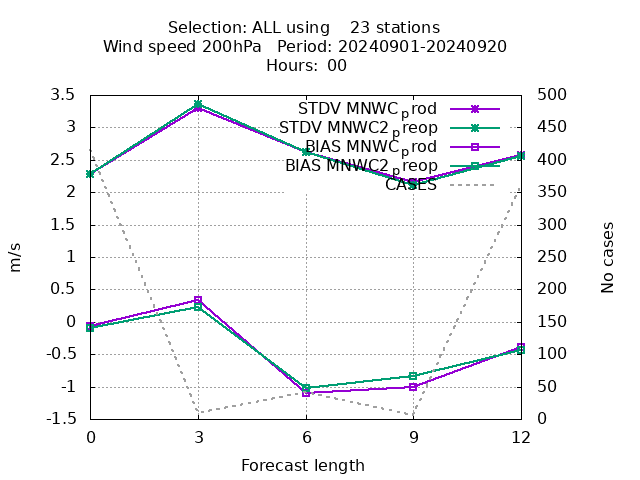 Selection: ALL using    23 stations
Wind speed 200hPa   Period: 20240901-20240920
Hours:  00
3.5
3
2.5
2
1.5
1
0.5
0
-0.5
-1
-1.5
500
450
400
350
300
250
200
150
100
50
0
STDV MNWC_prod
STDV MNWC2_preop
BIAS MNWC_prod
BIAS MNWC2_preop
CASES
m/s
No cases
0 3 6 9 12
Forecast length